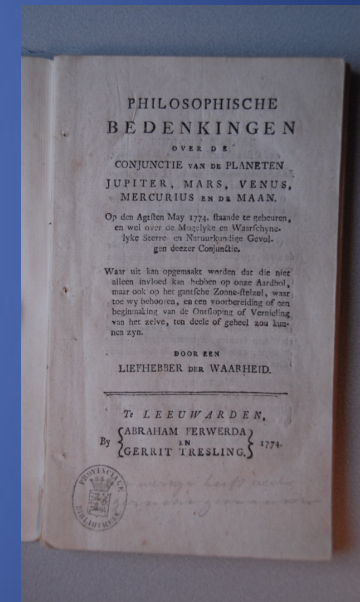 PHILOSOPHISCHE
BEDENKINGEN
OVER DE
CONJUNCTIE VAN DE PLANETEN
JUPITER, MARS, VENUS,
MERCURIUS EN DE MAAN.
Op den Agtsten May 1774. staande te gebeuren,
en wel over de Mogelyke en Waarschyne-
lyke Sterre- en Natuurkundige Gevol-
gen deezer Conjunctie.
Waar uit kan opgemaakt worden dat die niet
alleen invloed kan hebben op onze Aardbol,
maar ook op het gantsche Zonne-stelzel, waar
toe wy behooren, en een voorbereiding of een
beginmaking van de Ontsloping of Vernieling
van het zelve, ten deele of geheel zou kun-
nen zyn.
DOOR EEN
LIEFHEBBER DER WAARHEID.
Te LEEUWARDEN,
By ABRAHAM FERWERDA
EN
GERRIT TRESLING. 1774.
PROVINCIALE
BIBLIOTHEEK